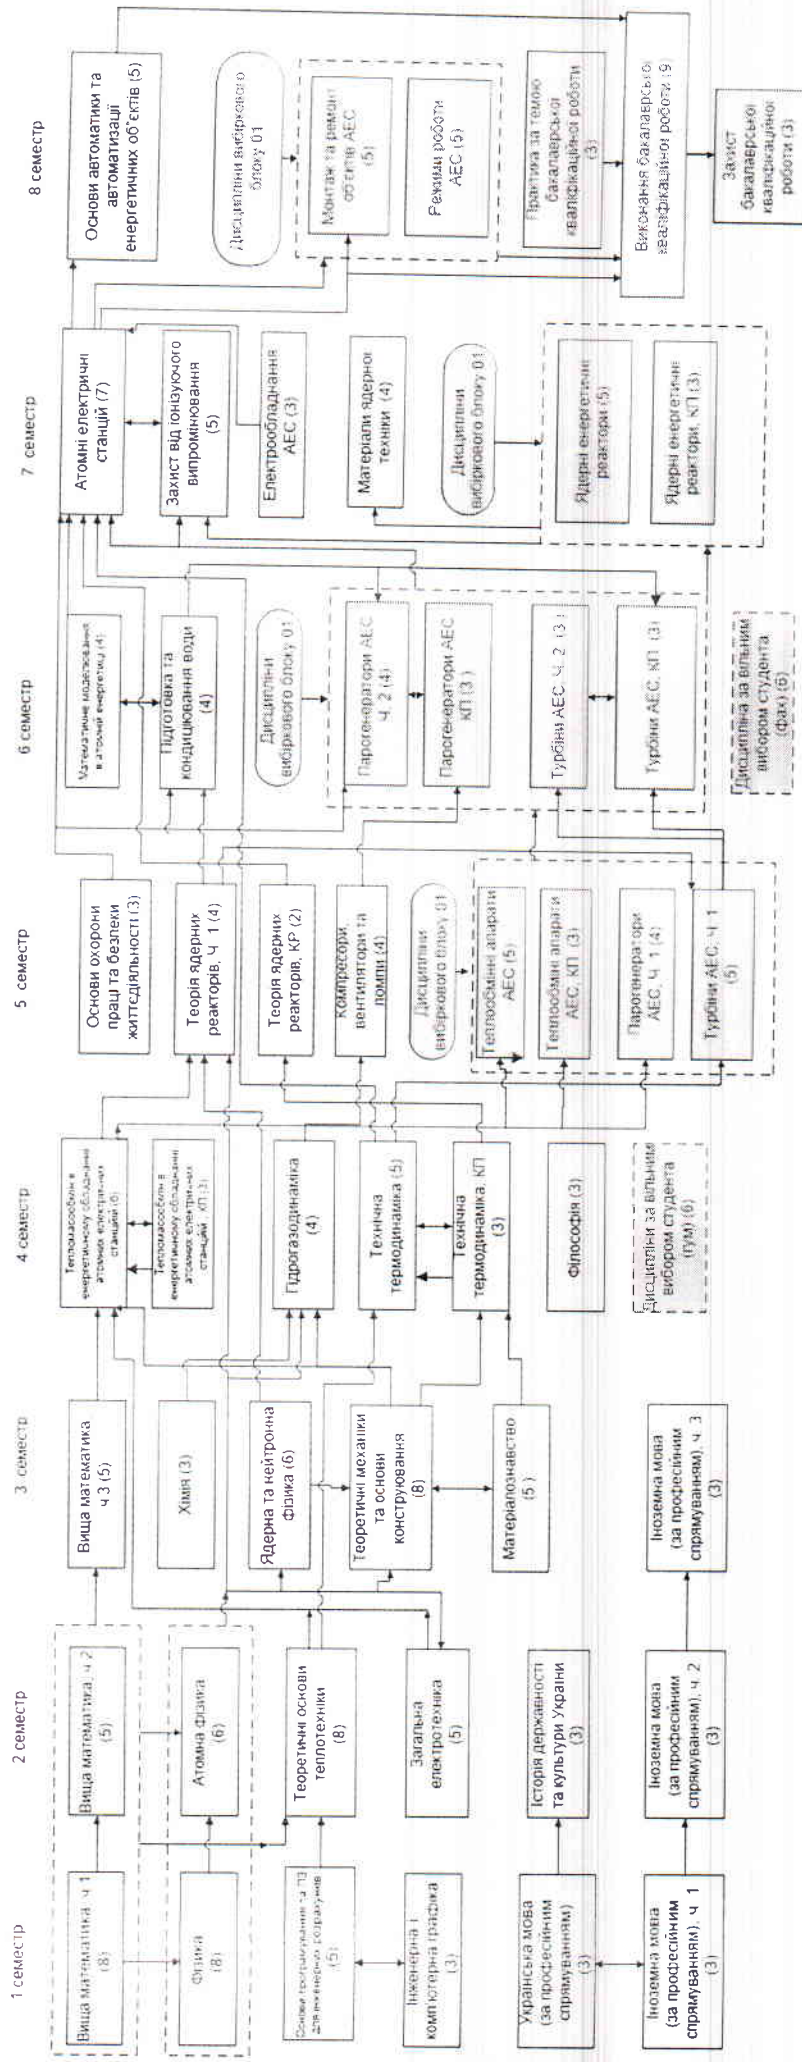 1 семестр
Вища математика, ч 1
(8)
Фізика
(8)
Основи програмування та ПЗ
для інженерних розрахунків
(5)
Інженерна і
комп'ютерна графіка
(3)
Українська мова
(за професійним
спрямуванням)
(3)
Іноземна мова
(за професійним
спрямуванням), ч 1
(3)
2 семестр
Вища математика, ч 2
(5)
Атомна фізика
(6)
Теоретичні основи
теплотехніки
(8)
Загальна
електротехніка
(5)
Історія державності
та культури України
(3)
Іноземна мова
(за професійним
спрямуванням), ч 2
(3)
3 семестр
Вища математика
ч 3 (5)
Хімія (3)
Ядерна та нейтронна
фізика (6)
Теоретичні механіки
та основи
конструювання
(8)
Матеріалознавство
(5)
Іноземна мова
(за професійним
спрямуванням), ч 3
(3)
4 семестр
Тепломасообмін в
енергетичному обладнанні
атомних електричних
станцій (6)
Тепломасообмін в
енергетичному обладнанні
атомних електричних
станцій, КП (3)
Гідрогазодинаміка
(4)
Технічна
термодинаміка (5)
Технічна
термодинаміка, КП
(3)
Філософія (3)
Дисципліни за вільним
вибором студента
(гум) (6)
5 семестр
Основи охорони
праці та безпеки
життєдіяльності (3)
Теорія ядерних
реакторів, Ч 1 (4)
Теорія ядерних
реакторів, КР (2)
Компресори,
вентилятори та
помпи (4)
Дисципліни
вибіркового блоку 01
Теплообмінні апарати
АЕС (5)
Теплообмінні апарати
АЕС, КП (3)
Парогенератори
АЕС, Ч 1 (4)
Турбіни АЕС, Ч 1
(5)
6 семестр
Математичне моделювання
в атомній енергетиці (4)
Підготовка та
кондиціювання води
(4)
Дисципліни
вибіркового блоку 01
Парогенератори АЕС
Ч. 2 (4)
Парогенератори АЕС
КП (3)
Турбіни АЕС, Ч. 2 (3)
Турбіни АЕС, КП (3)
Дисципліна за вільним
вибором студента
(фах) (6)
7 семестр
Атомні електричні
станцій (7)
Захист від іонізуючого
випромінювання
(5)
Електрообладнання
АЕС (3)
Матеріали ядерної
техніки (4)
Дисципліни
вибіркового блоку 01
Ядерні енергетичні
реактори (5)
Ядерні енергетичні
реактори, КП (3)
8 семестр
Основи автоматики та
автоматизації
енергетичних об'єктів (5)
Дисципліни вибіркового
блоку 01
Монтаж та ремонт
об'єктів АЕС
(5)
Режими роботи
АЕС (5)
Практика за темою
бакалаврської
кваліфікаційної роботи
(3)
Виконання бакалаврської
кваліфікаційної роботи (9
Захист
бакалаврської
кваліфікаційної
роботи (3)